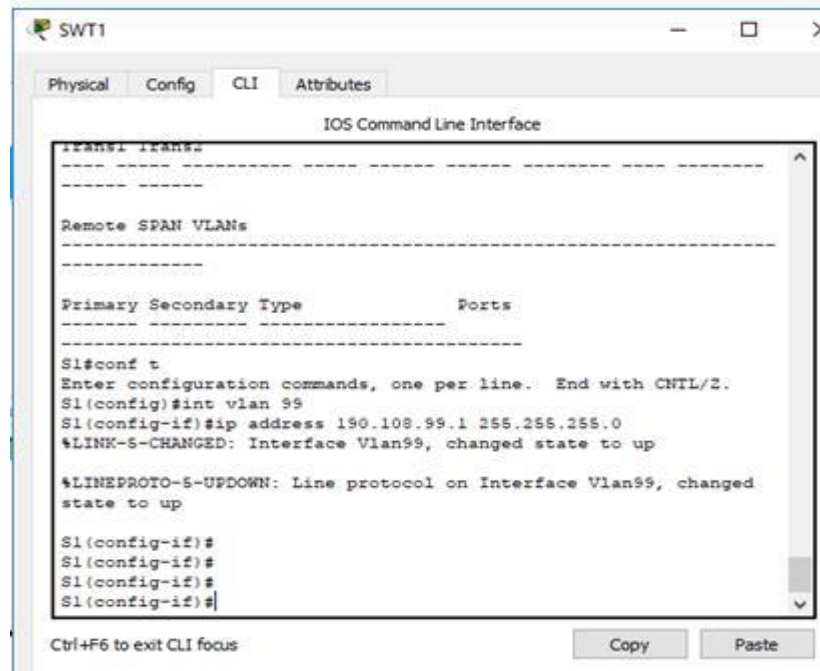 SWT1
Physical Config CLI Attributes
IOS Command Line Interface
Trans1 Trans2
---- ----- ---------- ----- ------ ------ -------- ---- --------
------ ------
Remote SPAN VLANs
------------------------------------------------------------------
-------------
Primary Secondary Type Ports
------- --------- -----------------
------------------------------------------
S1#conf t
Enter configuration commands, one per line. End with CNTL/Z.
S1(config)#int vlan 99
S1(config-if)#ip address 190.108.99.1 255.255.255.0
%LINK-5-CHANGED: Interface Vlan99, changed state to up
%LINEPROTO-5-UPDOWN: Line protocol on Interface Vlan99, changed
state to up
S1(config-if)#
S1(config-if)#
S1(config-if)#
S1(config-if)#
Ctrl+F6 to exit CLI focus
Copy Paste